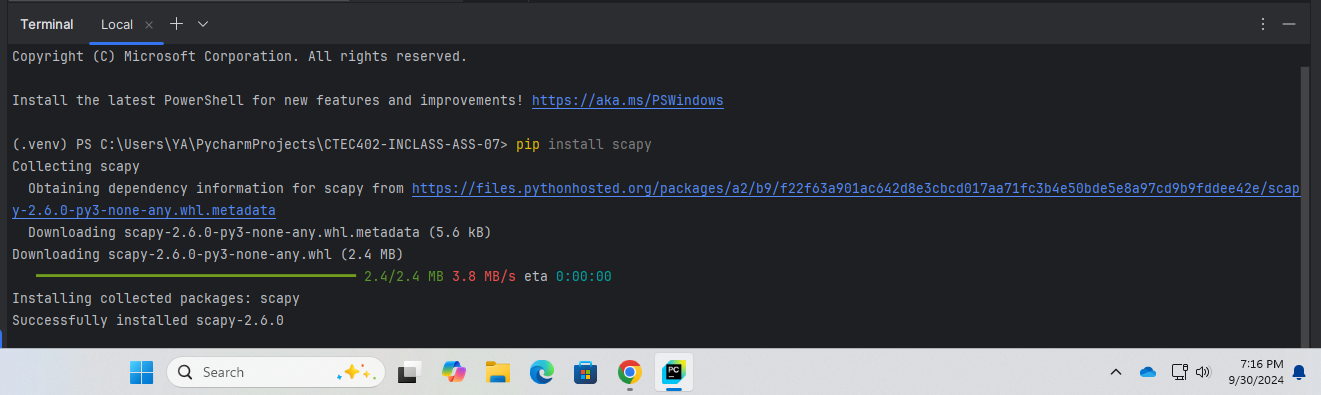 Terminal Local
Copyright (C) Microsoft Corporation. All rights reserved.
Install the latest PowerShell for new features and improvements! https://aka.ms/PSWindows
(.venv) PS C:\Users\YA\PycharmProjects\CTEC402-INCLASS-ASS-07> pip install scapy
Collecting scapy
  Obtaining dependency information for scapy from https://files.pythonhosted.org/packages/a2/b9/f22f63a901ac642d8e3cbcd017aa71fc3b4e50bde5e8a97cd9b9fddee42e/scap
y-2.6.0-py3-none-any.whl.metadata
  Downloading scapy-2.6.0-py3-none-any.whl.metadata (5.6 kB)
Downloading scapy-2.6.0-py3-none-any.whl (2.4 MB)
2.4/2.4 MB 3.8 MB/s eta 0:00:00
Installing collected packages: scapy
Successfully installed scapy-2.6.0
Search
PC
7:16 PM
9/30/2024